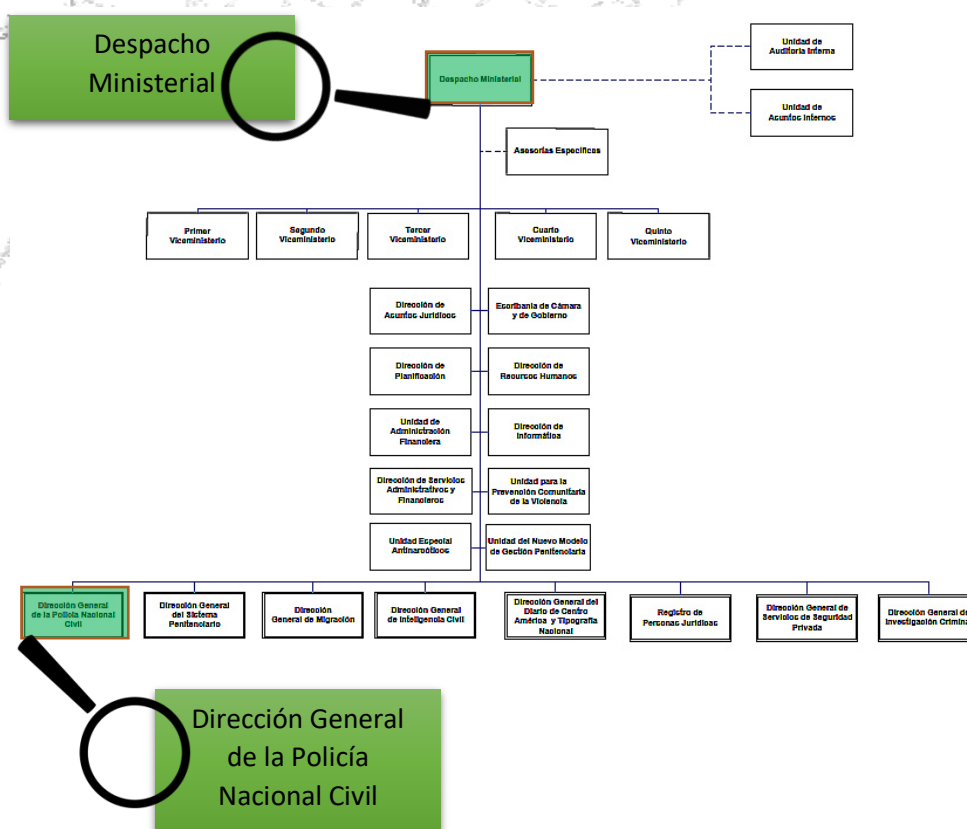 Despacho
Ministerial
Despacho Ministerial
Unidad de
Auditoría Interna
Unidad de
Asuntos Internos
Asesorías Específicas
Primer
Viceministerio
Segundo
Viceministerio
Tercer
Viceministerio
Cuarto
Viceministerio
Quinto
Viceministerio
Dirección de
Asuntos Jurídicos
Escribanía de Cámara
y de Gobierno
Dirección de
Planificación
Dirección de
Recursos Humanos
Unidad de
Administración
Financiera
Dirección de
Informática
Dirección de Servicios
Administrativos y
Financieros
Unidad para la
Prevención Comunitaria
de la Violencia
Unidad Especial
Antinarcóticos
Unidad del Nuevo Modelo
de Gestión Penitenciaria
Dirección General
de la Policía Nacional
Civil
Dirección General
del Sistema
Penitenciario
Dirección
General de Migración
Dirección General
de Inteligencia Civil
Dirección General del
Diario de Centro
América y Tipografía
Nacional
Registro de
Personas Jurídicas
Dirección General de
Servicios de Seguridad
Privada
Dirección General de
Investigación Crimina
Dirección General
de la Policía
Nacional Civil